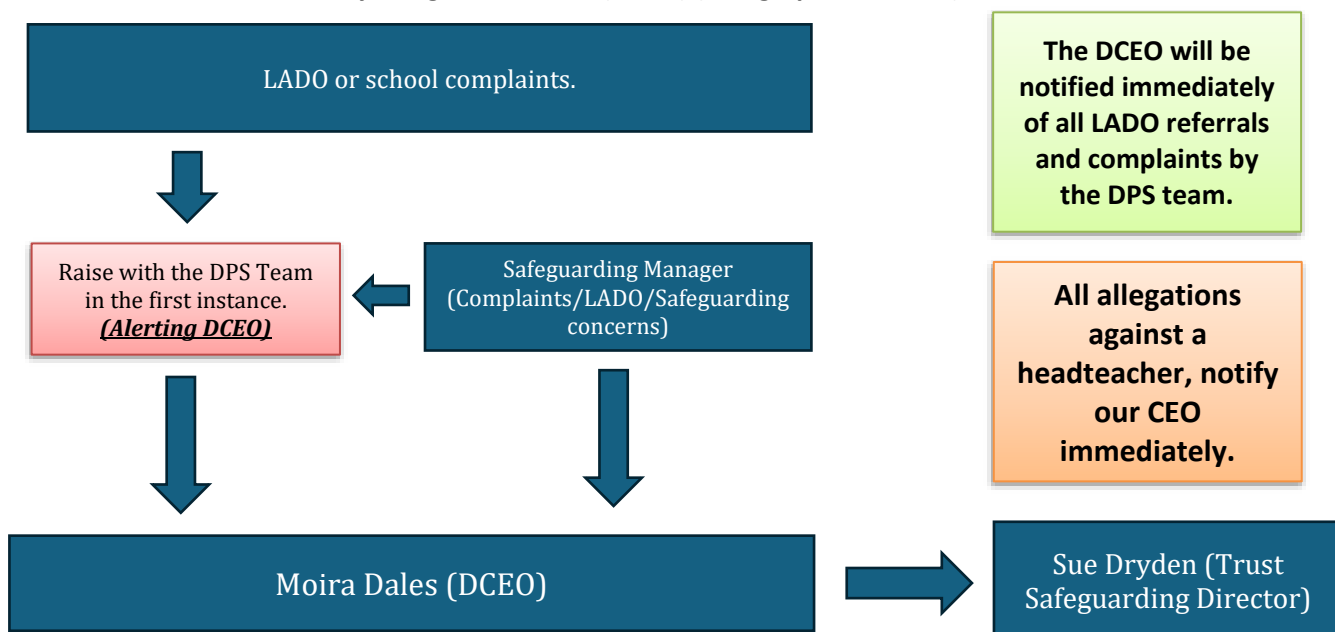 LADO or school complaints.
The DCEO will be
notified immediately
of all LADO referrals
and complaints by
the DPS team.
Raise with the DPS Team
in the first instance.
(Alerting DCEO)
Safeguarding Manager
(Complaints/LADO/Safeguarding
concerns)
All allegations
against a
headteacher, notify
our CEO
immediately.
Moira Dales (DCEO)
Sue Dryden (Trust
Safeguarding Director)